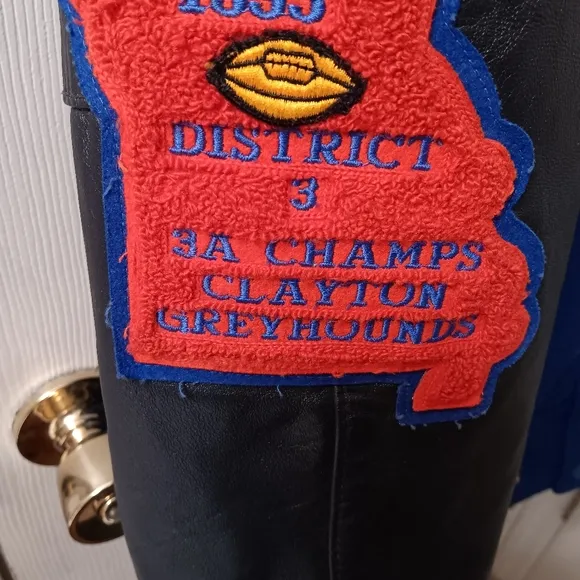 DISTRICT
3
3A CHAMPS
CLAYTON
GREYHOUNDS